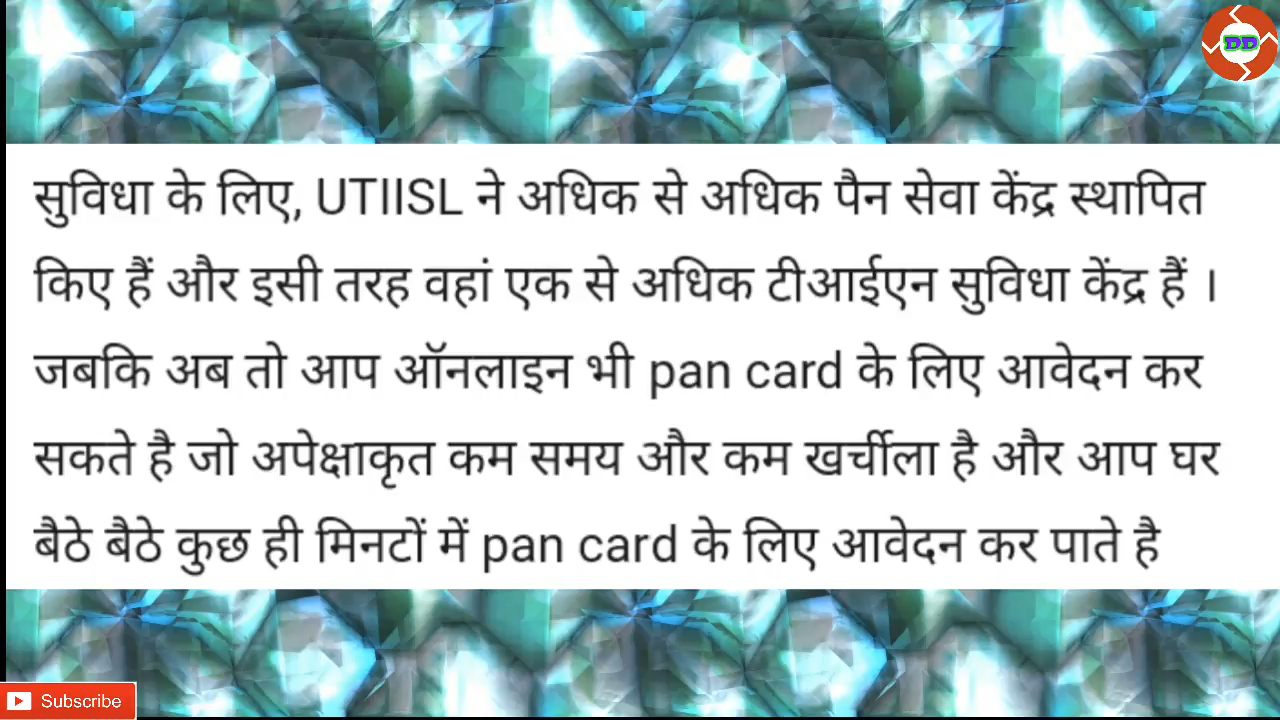 DD
सुविधा के लिए, UTIISL ने अधिक से अधिक पैन सेवा केंद्र स्थापित
किए हैं और इसी तरह वहां एक से अधिक टीआईएन सुविधा केंद्र हैं ।
जबकि अब तो आप ऑनलाइन भी pan card के लिए आवेदन कर
सकते है जो अपेक्षाकृत कम समय और कम खर्चीला है और आप घर
बैठे बैठे कुछ ही मिनटों में pan card के लिए आवेदन कर पाते है
Subscribe